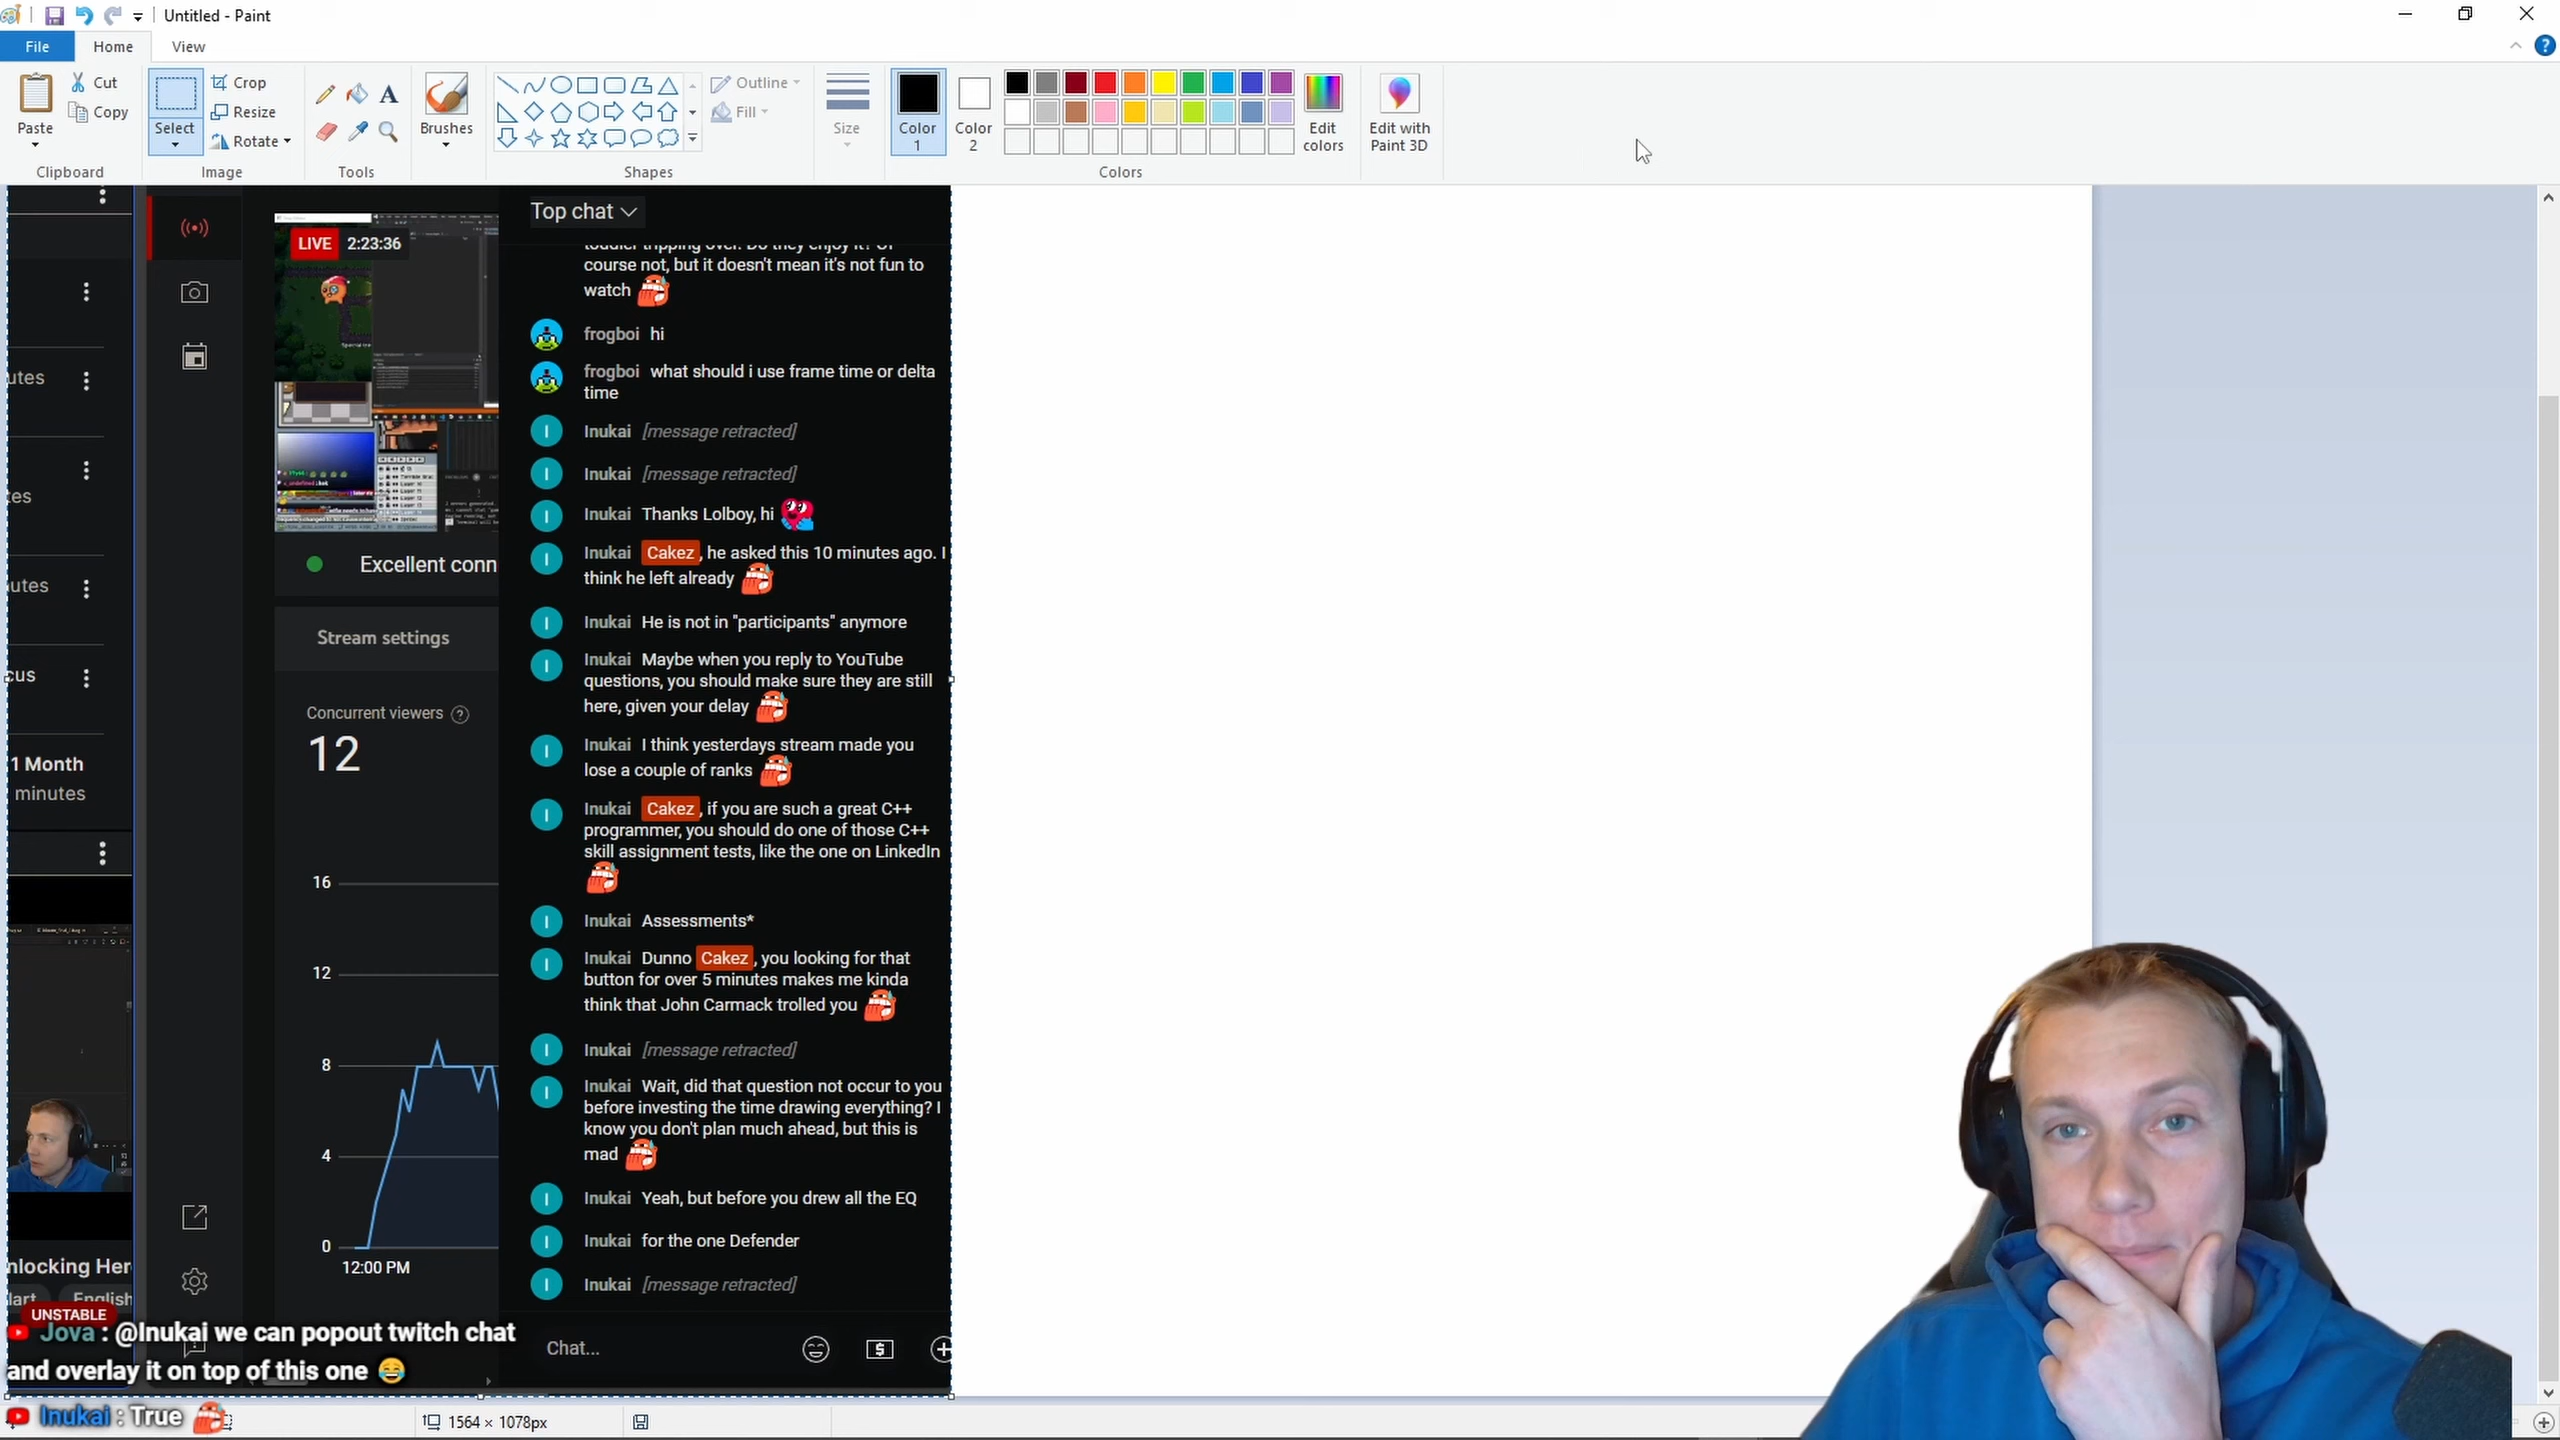 Untitled - Paint
File
Home
View
Paste
Cut
Copy
Clipboard
Select
Crop
Resize
Rotate
Image
Tools
Brushes
Shapes
Outline
Fill
Size
Color
1
Color
2
Colors
Edit
colors
Edit with
Paint 3D
LIVE 2:23:36
Excellent conn
Stream settings
Concurrent viewers
12
16
12
8
4
0
12:00 PM
utes
tes
utes
cus
1 Month
minutes
nlocking Her
English
Top chat
toddler tripping over. Do they enjoy it? Of
course not, but it doesn't mean it's not fun to
watch
frogboi hi
frogboi what should i use frame time or delta
time
Inukai [message retracted]
Inukai [message retracted]
Inukai Thanks Lolboy, hi
Inukai Cakez, he asked this 10 minutes ago. I
think he left already
Inukai He is not in "participants" anymore
Inukai Maybe when you reply to YouTube
questions, you should make sure they are still
here, given your delay
Inukai I think yesterdays stream made you
lose a couple of ranks
Inukai Cakez, if you are such a great C++
programmer, you should do one of those C++
skill assignment tests, like the one on LinkedIn
Inukai Assessments*
Inukai Dunno Cakez, you looking for that
button for over 5 minutes makes me kinda
think that John Carmack trolled you
Inukai [message retracted]
Inukai Wait, did that question not occur to you
before investing the time drawing everything? I
know you don't plan much ahead, but this is
mad
Inukai Yeah, but before you drew all the EQ
Inukai for the one Defender
Inukai [message retracted]
Chat...
UNSTABLE
Jova : @Inukai we can popout twitch chat
and overlay it on top of this one 😂
Inukai : True
1564 × 1078px